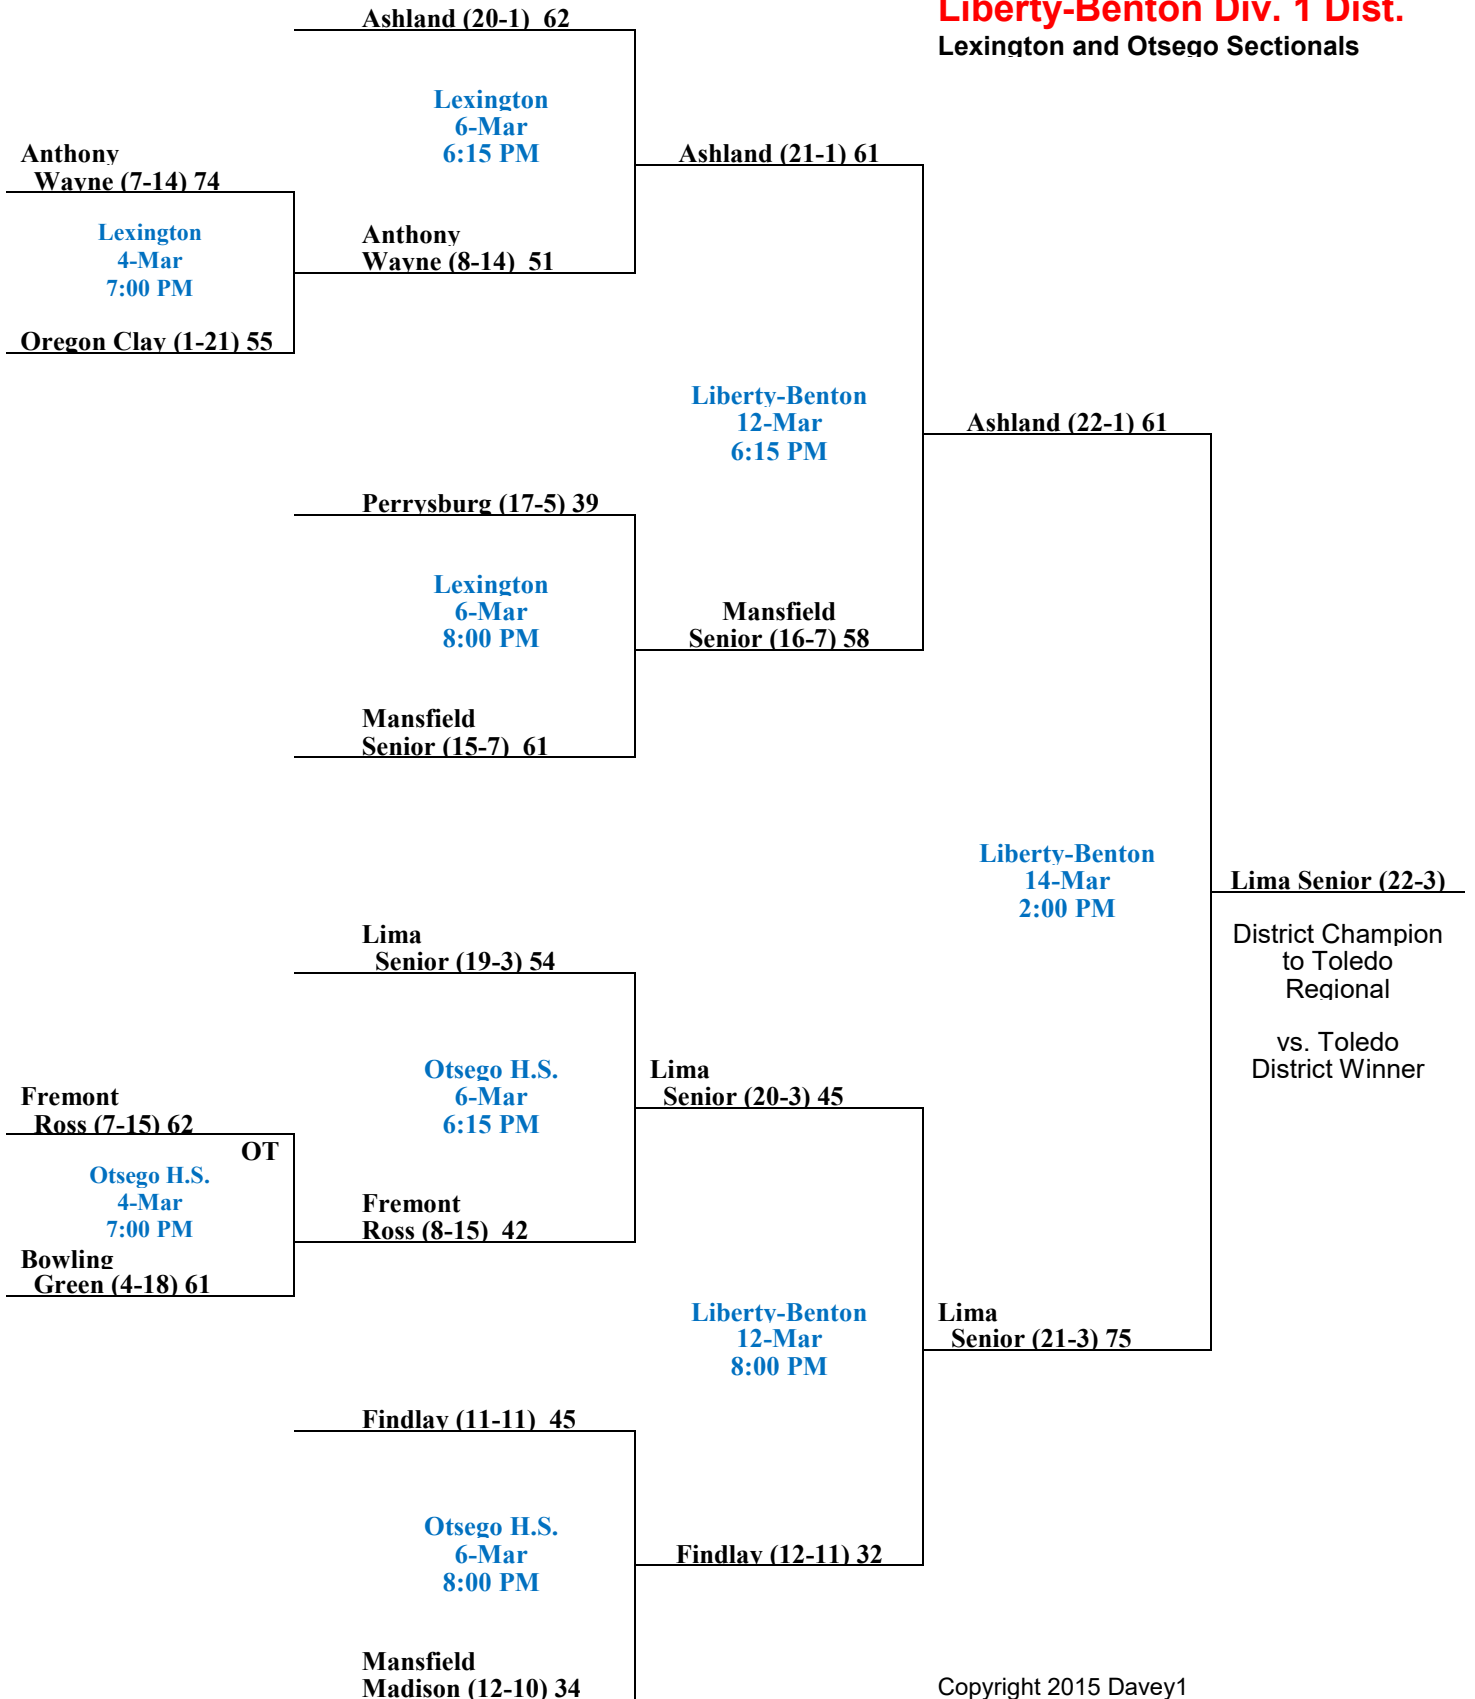 Liberty-Benton Div. 1 Dist.
Lexington and Otsego Sectionals
Ashland (20-1)  62
Lexington
6-Mar
6:15 PM
Anthony
Wayne (7-14) 74
Lexington
4-Mar
7:00 PM
Oregon Clay (1-21) 55
Anthony
Wayne (8-14)  51
Ashland (21-1) 61
Liberty-Benton
12-Mar
6:15 PM
Ashland (22-1) 61
Perrysburg (17-5) 39
Lexington
6-Mar
8:00 PM
Mansfield
Senior (16-7) 58
Mansfield
Senior (15-7)  61
Liberty-Benton
14-Mar
2:00 PM
Lima Senior (22-3)
District Champion
to Toledo
Regional
vs. Toledo
District Winner
Lima
Senior (19-3) 54
Otsego H.S.
6-Mar
6:15 PM
Lima
Senior (20-3) 45
Fremont
Ross (7-15) 62
OT
Otsego H.S.
4-Mar
7:00 PM
Bowling
Green (4-18) 61
Fremont
Ross (8-15)  42
Liberty-Benton
12-Mar
8:00 PM
Lima
Senior (21-3) 75
Findlay (11-11)  45
Otsego H.S.
6-Mar
8:00 PM
Findlay (12-11) 32
Mansfield
Madison (12-10) 34
Copyright 2015 Davey1